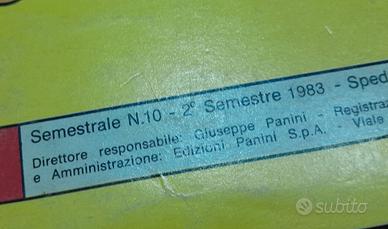 Semestrale N.10 - 2° Semestre 1983 - Sped
Direttore responsabile: Giuseppe Panini - Registraz
e Amministrazione: Edizioni Panini S.p.A. - Viale
subito